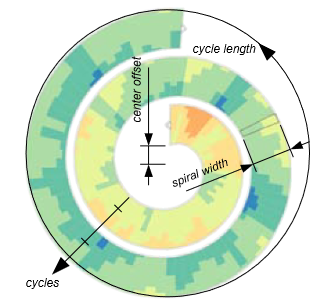 cycle length
center offset
spiral width
cycles